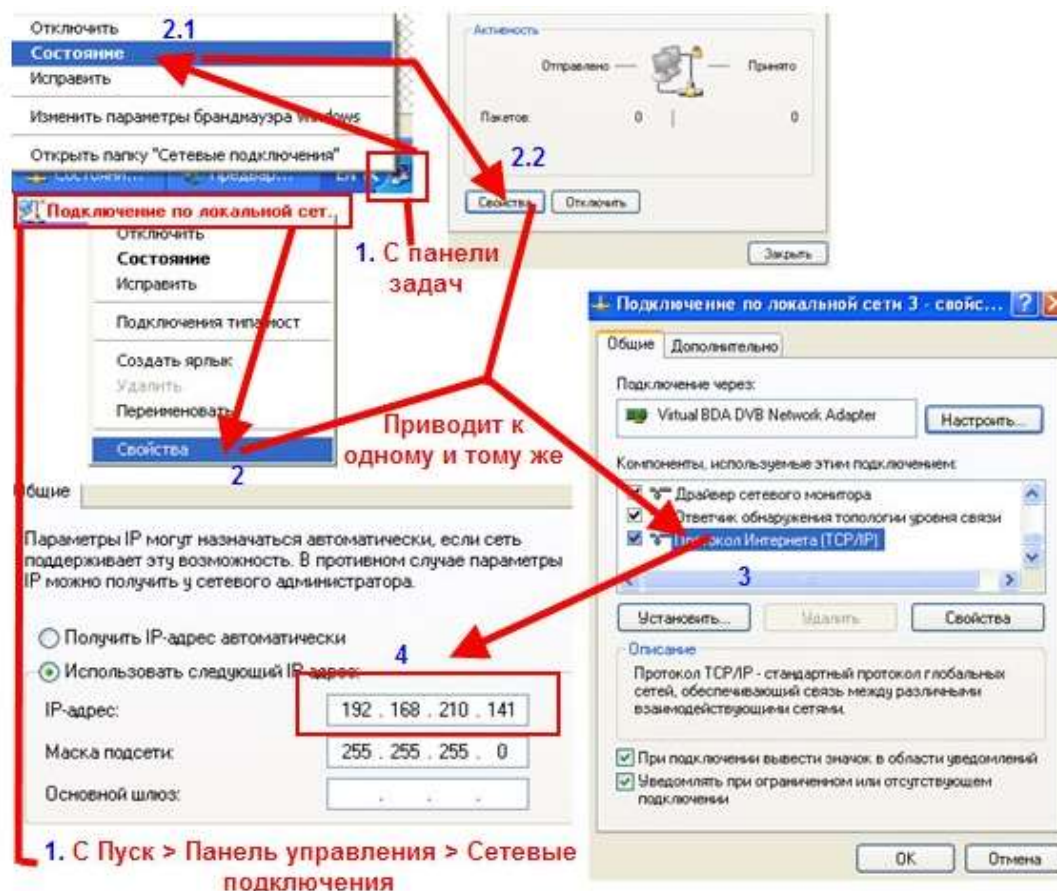 Отключить
2.1
Состояние
Исправить
Изменить параметры брандмауэра Windows
Открыть папку "Сетевые подключения"
EN
Подключение по локальной сет.
Отключить
Состояние
Исправить
Подключения типа мост
Создать ярлык
Удалить
Переименовать
Свойства
2
1. С панели
задач
Активность
Отправлено
Принято
Пакетов:
0
0
2.2
Свойства
Отключить
Закрыть
Приводит к
одному и тому же
Подключение по локальной сети 3 - свойс...
Общие
Дополнительно
Подключение через:
Virtual BDA DVB Network Adapter
Настроить...
Компоненты, используемые этим подключением:
Драйвер сетевого монитора
Ответчик обнаружения топологии уровня связи
Протокол Интернета (TCP/IP)
3
Установить...
Удалить
Свойства
Описание
Протокол TCP/IP - стандартный протокол глобальных
сетей, обеспечивающий связь между различными
взаимодействующими сетями.
При подключении вывести значок в области уведомлений
Уведомлять при ограниченном или отсутствующем
подключении
OK
Отмена
Общие
Параметры IP могут назначаться автоматически, если сеть
поддерживает эту возможность. В противном случае параметры
IP можно получить у сетевого администратора.
Получить IP-адрес автоматически
4
Использовать следующий IP-адрес:
IP-адрес:
192 . 168 . 210 . 141
Маска подсети:
255 . 255 . 255 . 0
Основной шлюз:
1. С Пуск > Панель управления > Сетевые
подключения